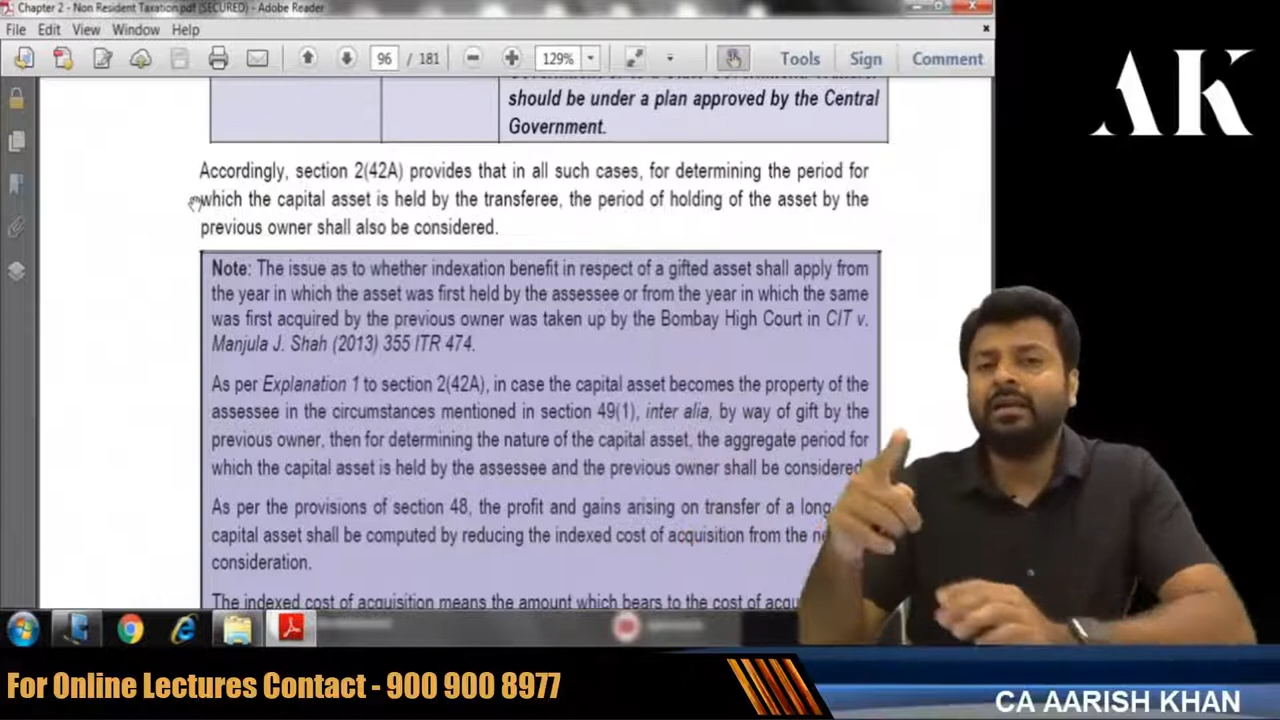 Chapter 2 - Non Resident Taxation.pdf (SECURED) - Adobe Reader
File Edit View Window Help
96 / 181 129% Tools Sign Comment
AK
should be under a plan approved by the Central
Government.
Accordingly, section 2(42A) provides that in all such cases, for determining the period for
which the capital asset is held by the transferee, the period of holding of the asset by the
previous owner shall also be considered.
Note: The issue as to whether indexation benefit in respect of a gifted asset shall apply from
the year in which the asset was first held by the assessee or from the year in which the same
was first acquired by the previous owner was taken up by the Bombay High Court in CIT v.
Manjula J. Shah (2013) 355 ITR 474.
As per Explanation 1 to section 2(42A), in case the capital asset becomes the property of the
assessee in the circumstances mentioned in section 49(1), inter alia, by way of gift by the
previous owner, then for determining the nature of the capital asset, the aggregate period for
which the capital asset is held by the assessee and the previous owner shall be considered
As per the provisions of section 48, the profit and gains arising on transfer of a long
capital asset shall be computed by reducing the indexed cost of acquisition from the
consideration.
The indexed cost of acquisition means the amount which bears to the cost of
For Online Lectures Contact - 900 900 8977
CA AARISH KHAN